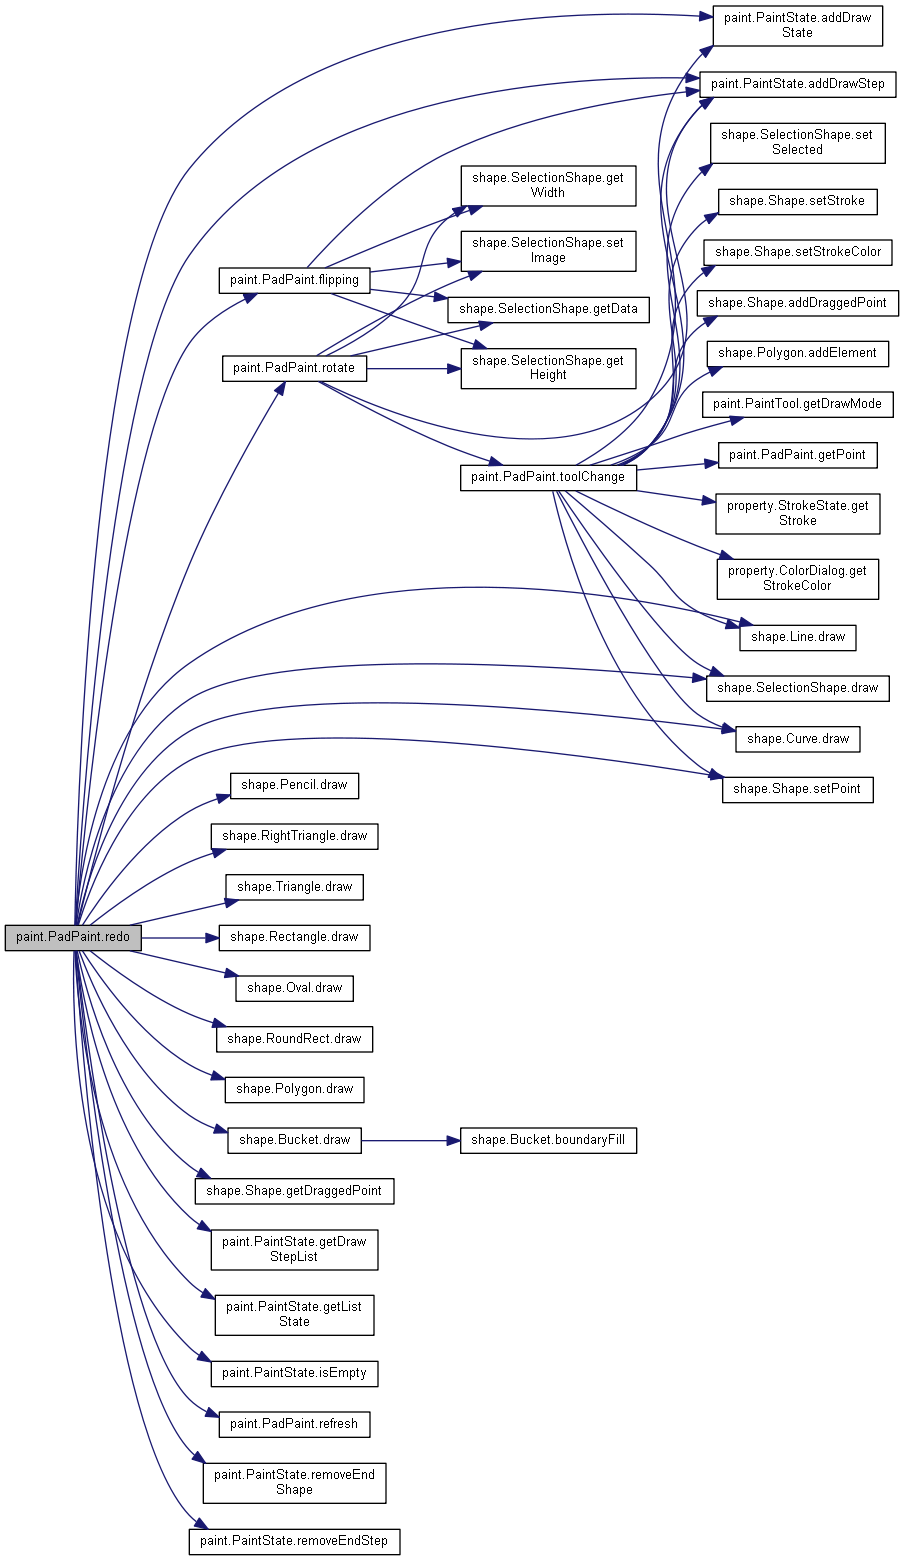 paint.PaintState.addDraw
State
paint.PaintState.addDrawStep
shape.SelectionShape.set
Selected
shape.SelectionShape.get
Width
shape.Shape.setStroke
shape.SelectionShape.set
Image
shape.Shape.setStrokeColor
paint.PadPaint.flipping
shape.SelectionShape.getData
shape.Shape.addDraggedPoint
paint.PadPaint.rotate
shape.SelectionShape.get
Height
shape.Polygon.addElement
paint.PaintTool.getDrawMode
paint.PadPaint.getPoint
paint.PadPaint.toolChange
property.StrokeState.get
Stroke
property.ColorDialog.get
StrokeColor
shape.Line.draw
shape.SelectionShape.draw
shape.Curve.draw
shape.Pencil.draw
shape.Shape.setPoint
shape.RightTriangle.draw
shape.Triangle.draw
paint.PadPaint.redo
shape.Rectangle.draw
shape.Oval.draw
shape.RoundRect.draw
shape.Polygon.draw
shape.Bucket.draw
shape.Bucket.boundaryFill
shape.Shape.getDraggedPoint
paint.PaintState.getDraw
StepList
paint.PaintState.getList
State
paint.PaintState.isEmpty
paint.PadPaint.refresh
paint.PaintState.removeEnd
Shape
paint.PaintState.removeEndStep